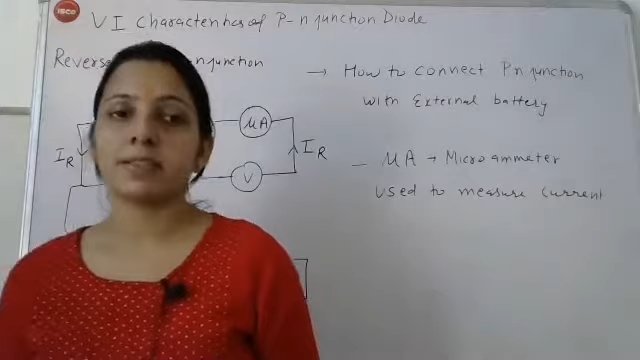 V I Characteristics of P-n junction Diode
Reverse n junction
→ How to connect Pn junction
with External battery
μA
I_R
I_R
V
- μA → Microammeter
used to measure current